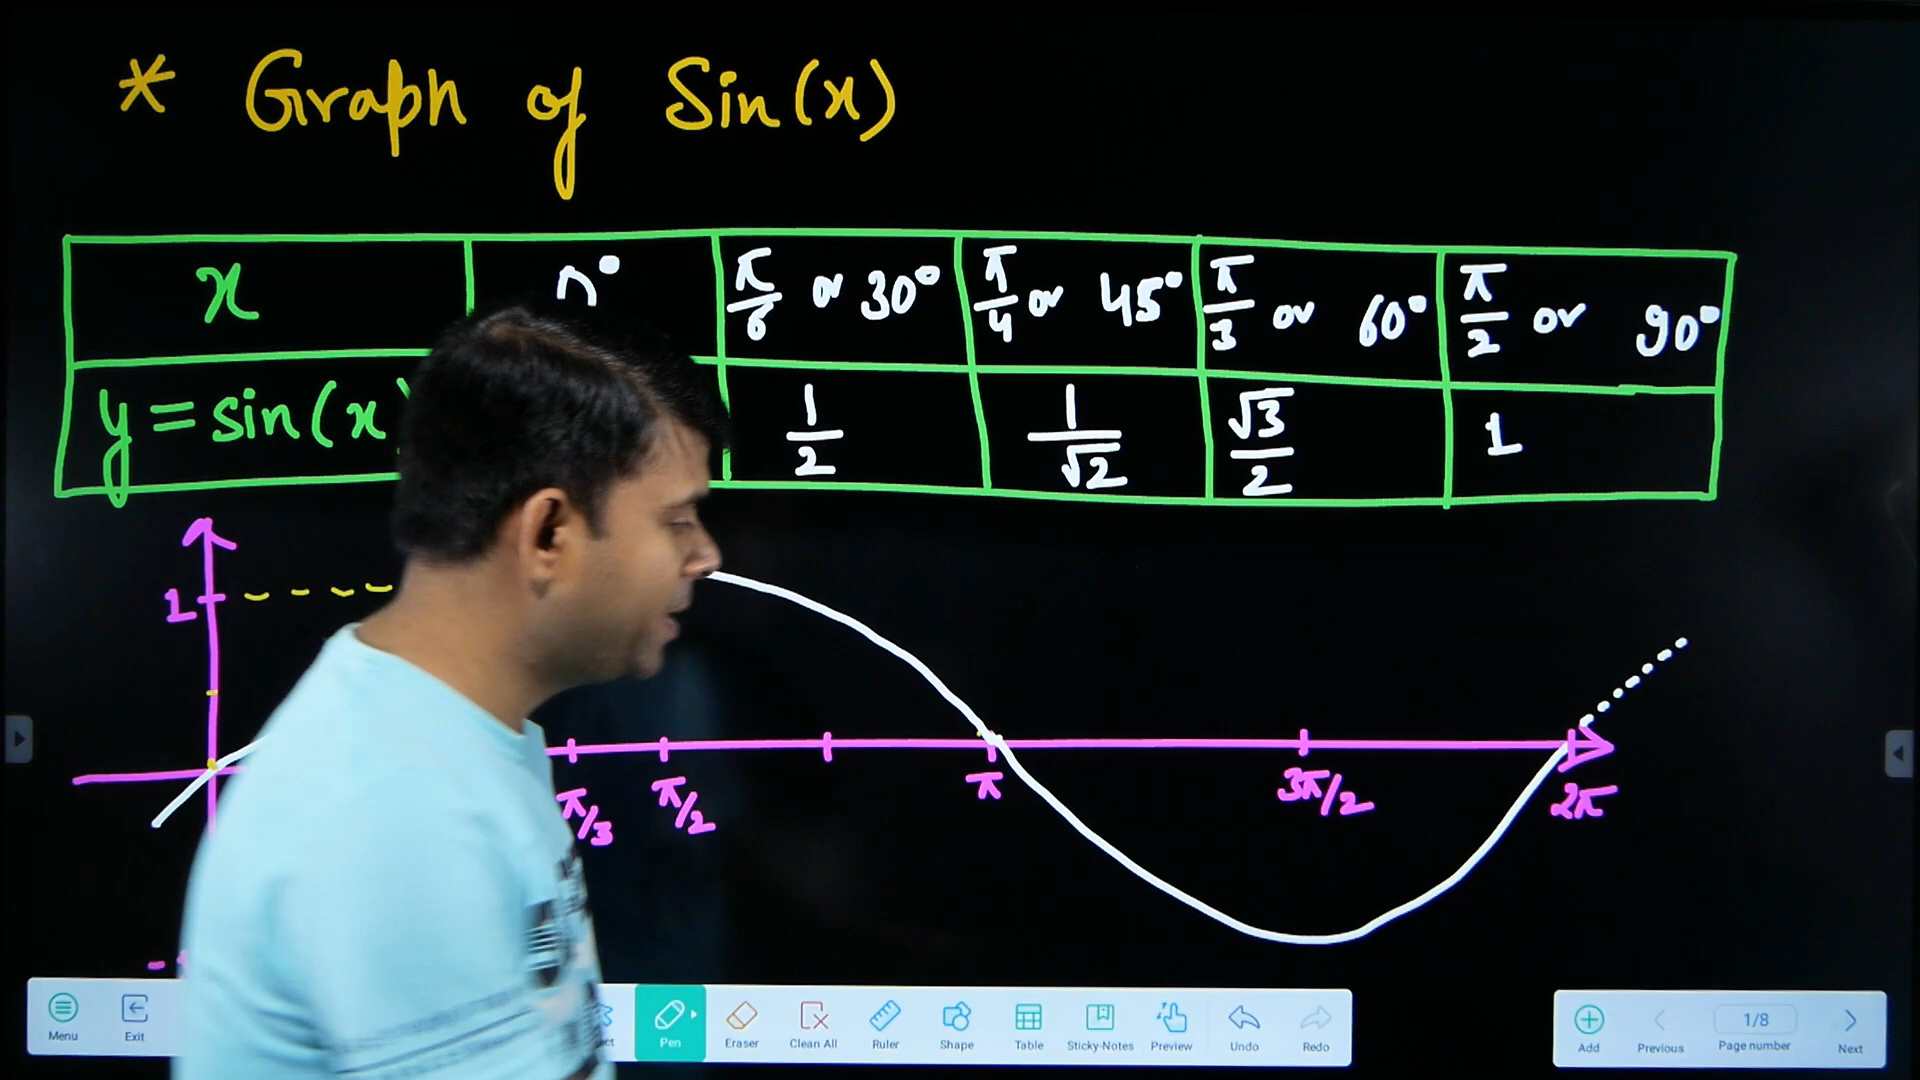 * Graph of Sin(x)
x π/6 or 30° π/4 or 45° π/3 or 60° π/2 or 90°
y = sin(x) 1/2 1/√2 √3/2 1
1
π/3 π/2 π 3π/2 2π
Menu Exit Pen Eraser Clean All Ruler Shape Table Sticky-Notes Preview Undo Redo Add Previous 1/8 Page number Next